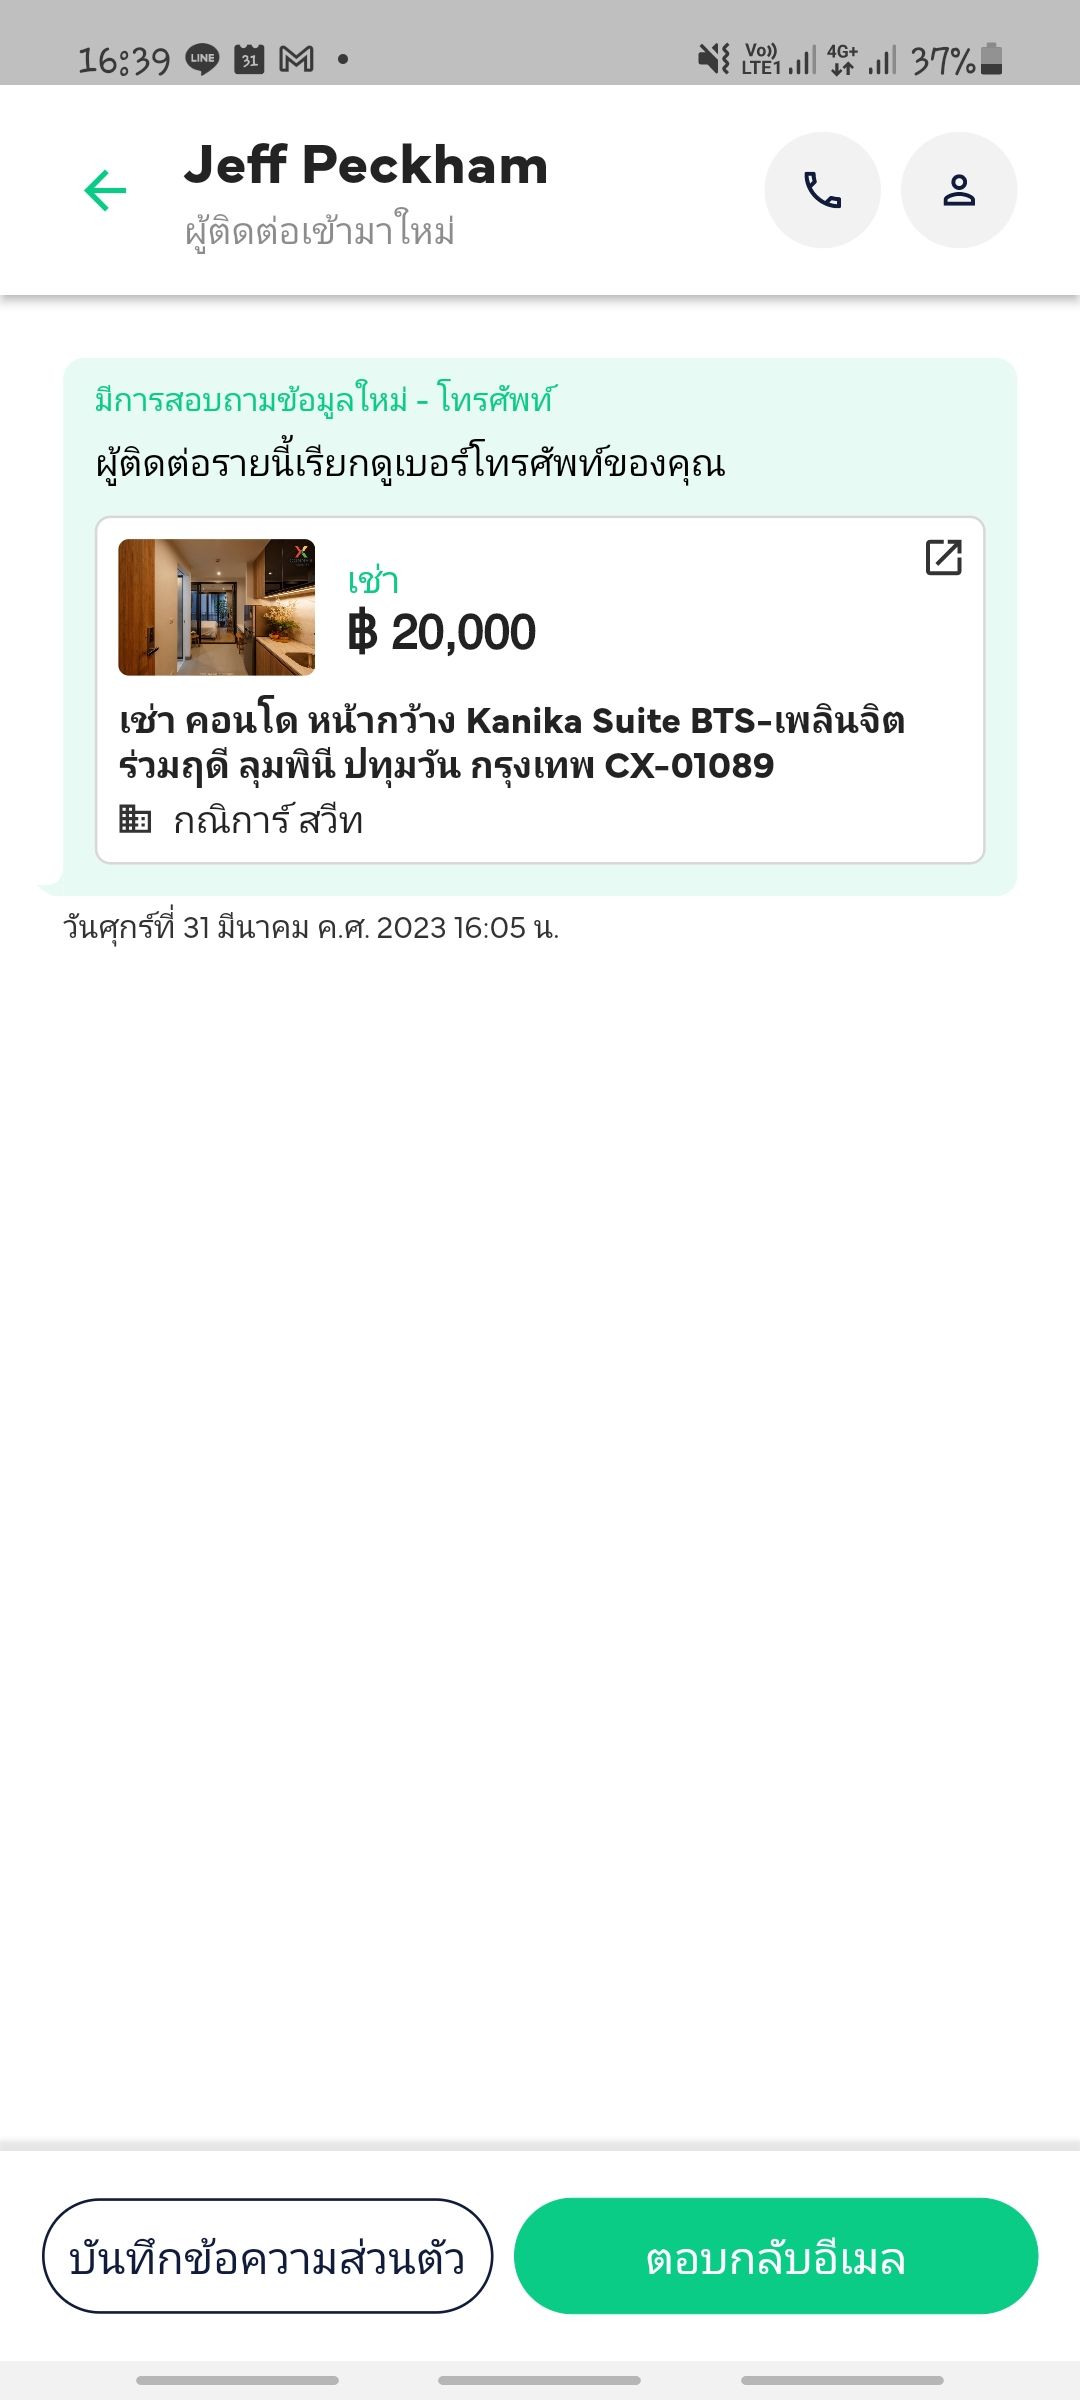 16:39 LINE 31 Vo)) LTE1 4G+ 37%
Jeff Peckham
ผู้ติดต่อเข้ามาใหม่
มีการสอบถามข้อมูลใหม่ - โทรศัพท์
ผู้ติดต่อรายนี้เรียกดูเบอร์โทรศัพท์ของคุณ
เช่า
฿ 20,000
เช่า คอนโด หน้ากว้าง Kanika Suite BTS-เพลินจิต
ร่วมฤดี ลุมพินี ปทุมวัน กรุงเทพ CX-01089
กณิการ์ สวีท
วันศุกร์ที่ 31 มีนาคม ค.ศ. 2023 16:05 น.
บันทึกข้อความส่วนตัว
ตอบกลับอีเมล